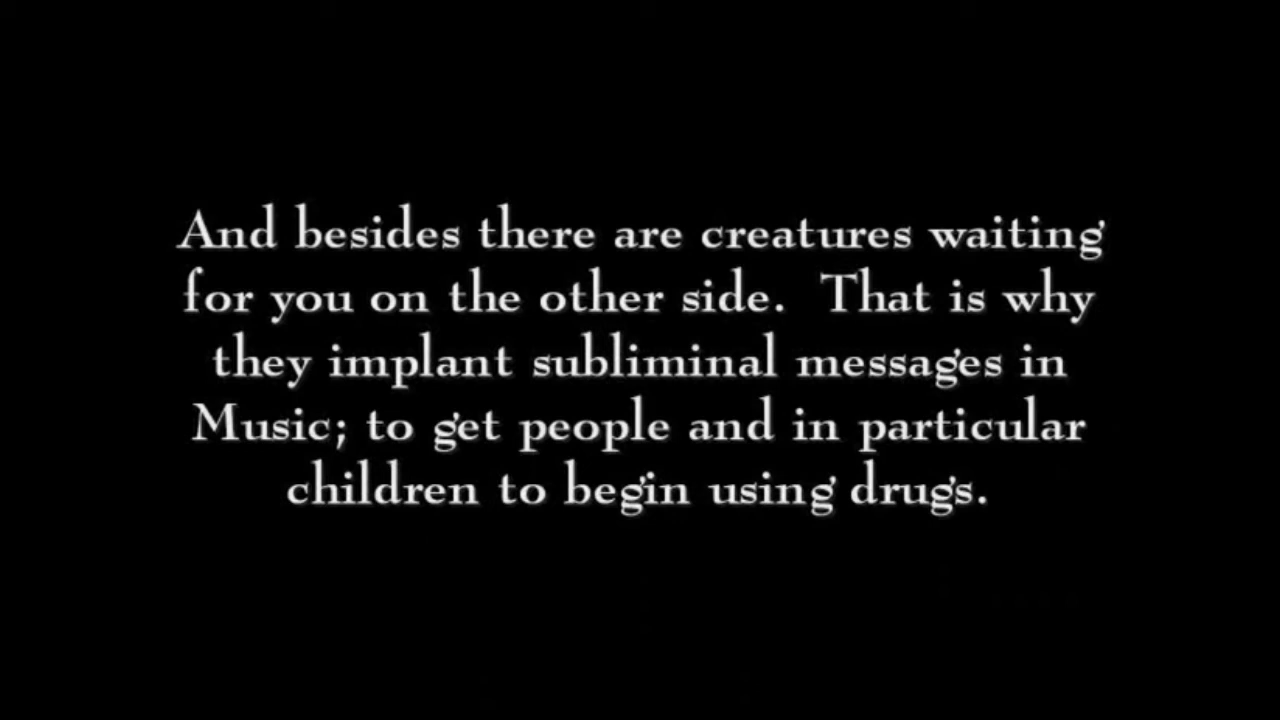 And besides there are creatures waiting
for you on the other side.  That is why
they implant subliminal messages in
Music; to get people and in particular
children to begin using drugs.